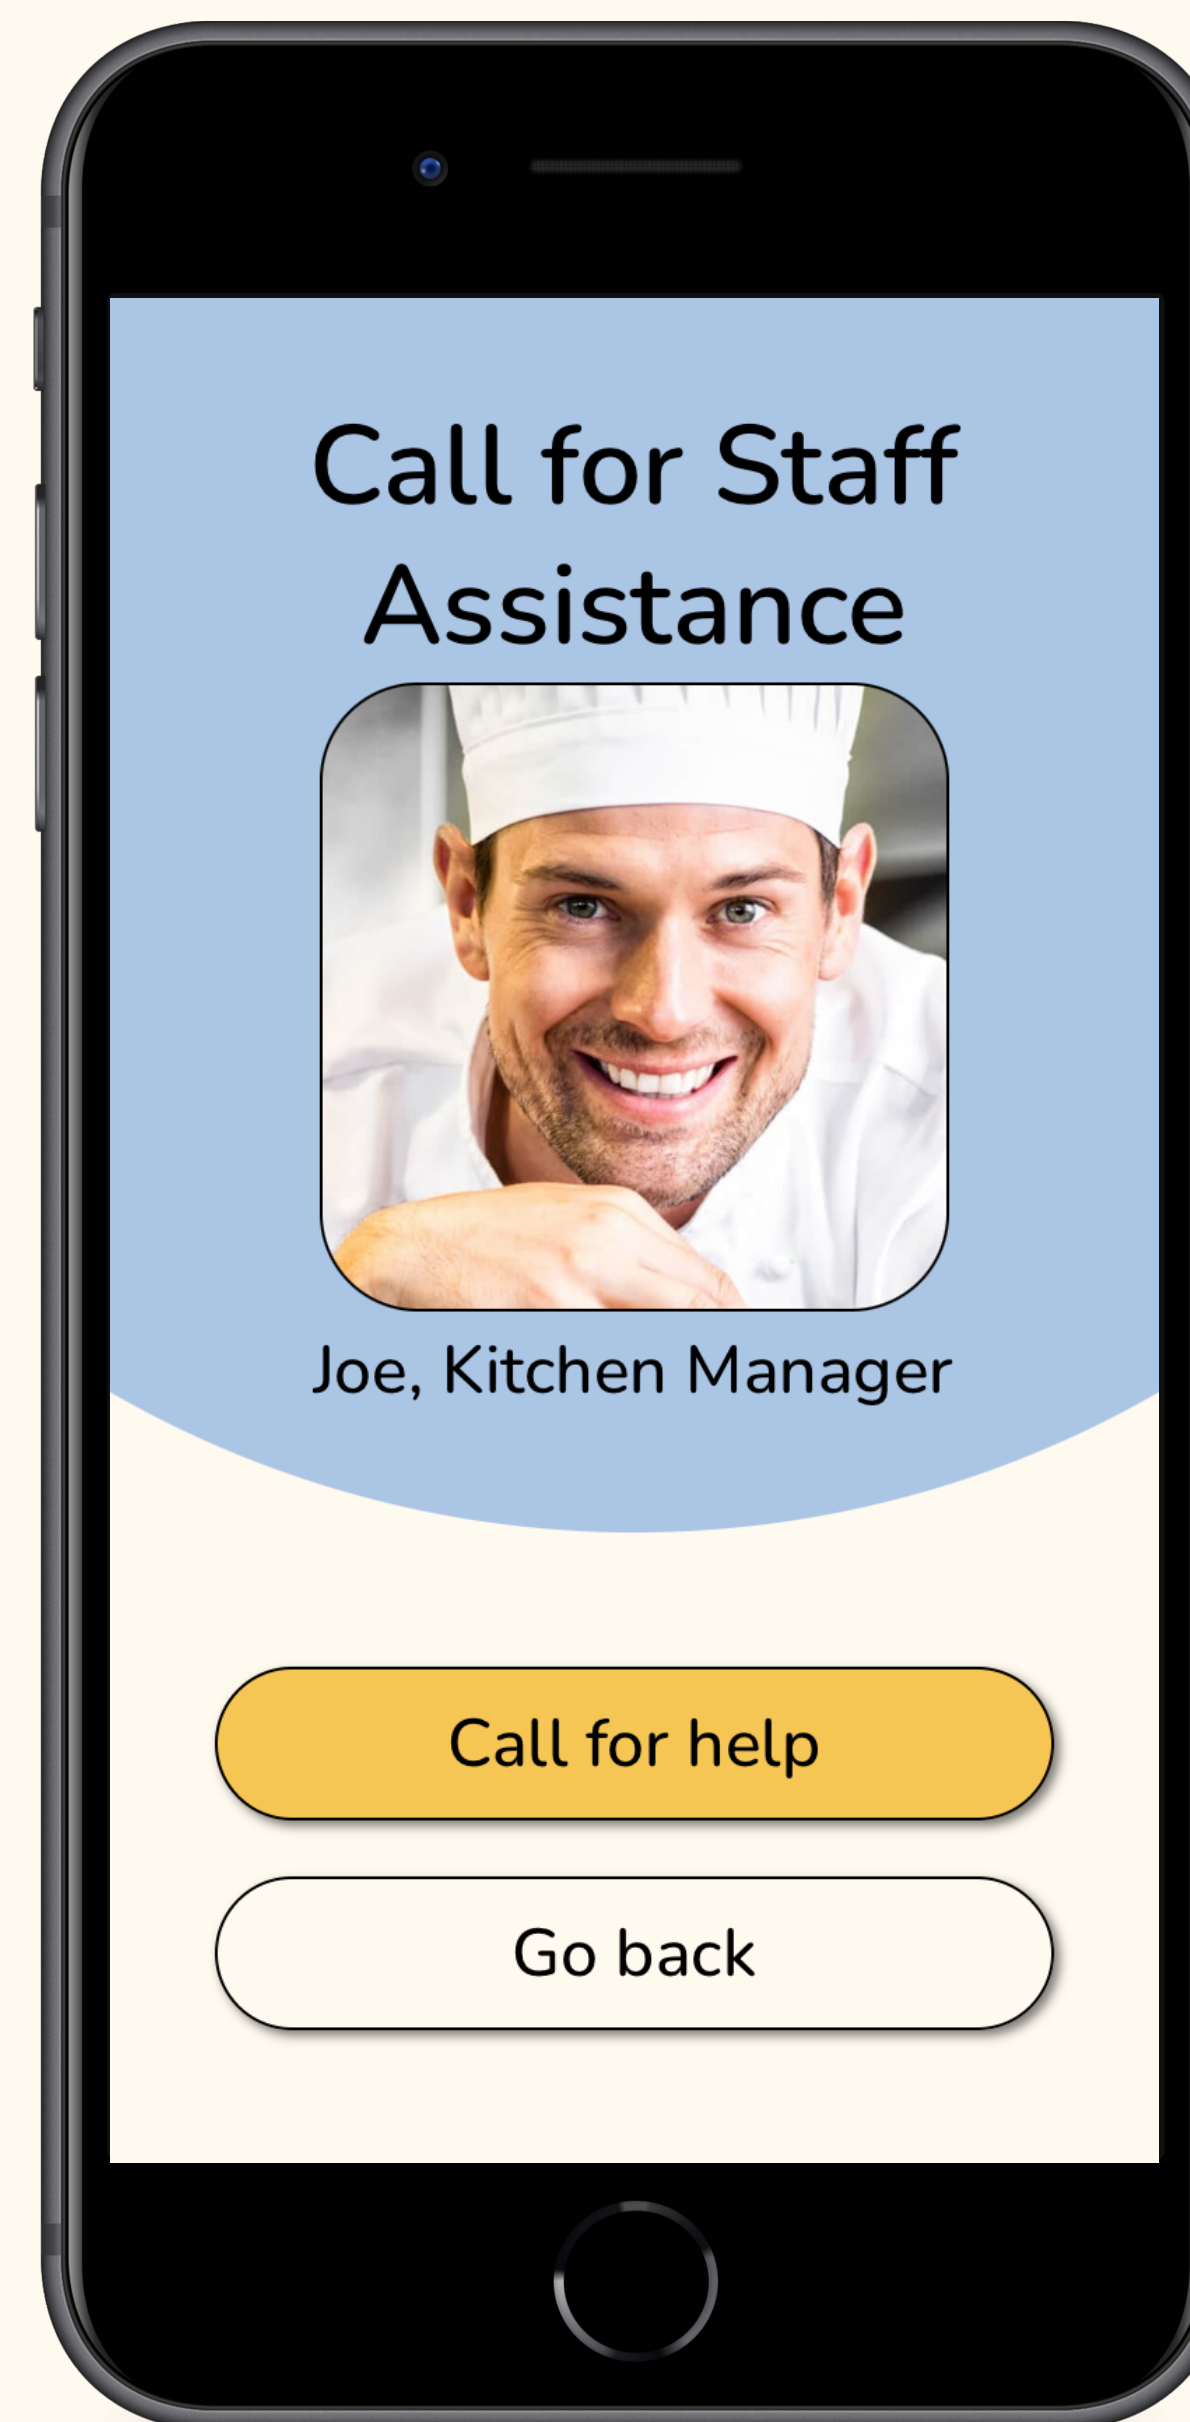 Call for Staff
Assistance
Joe, Kitchen Manager
Call for help
Go back